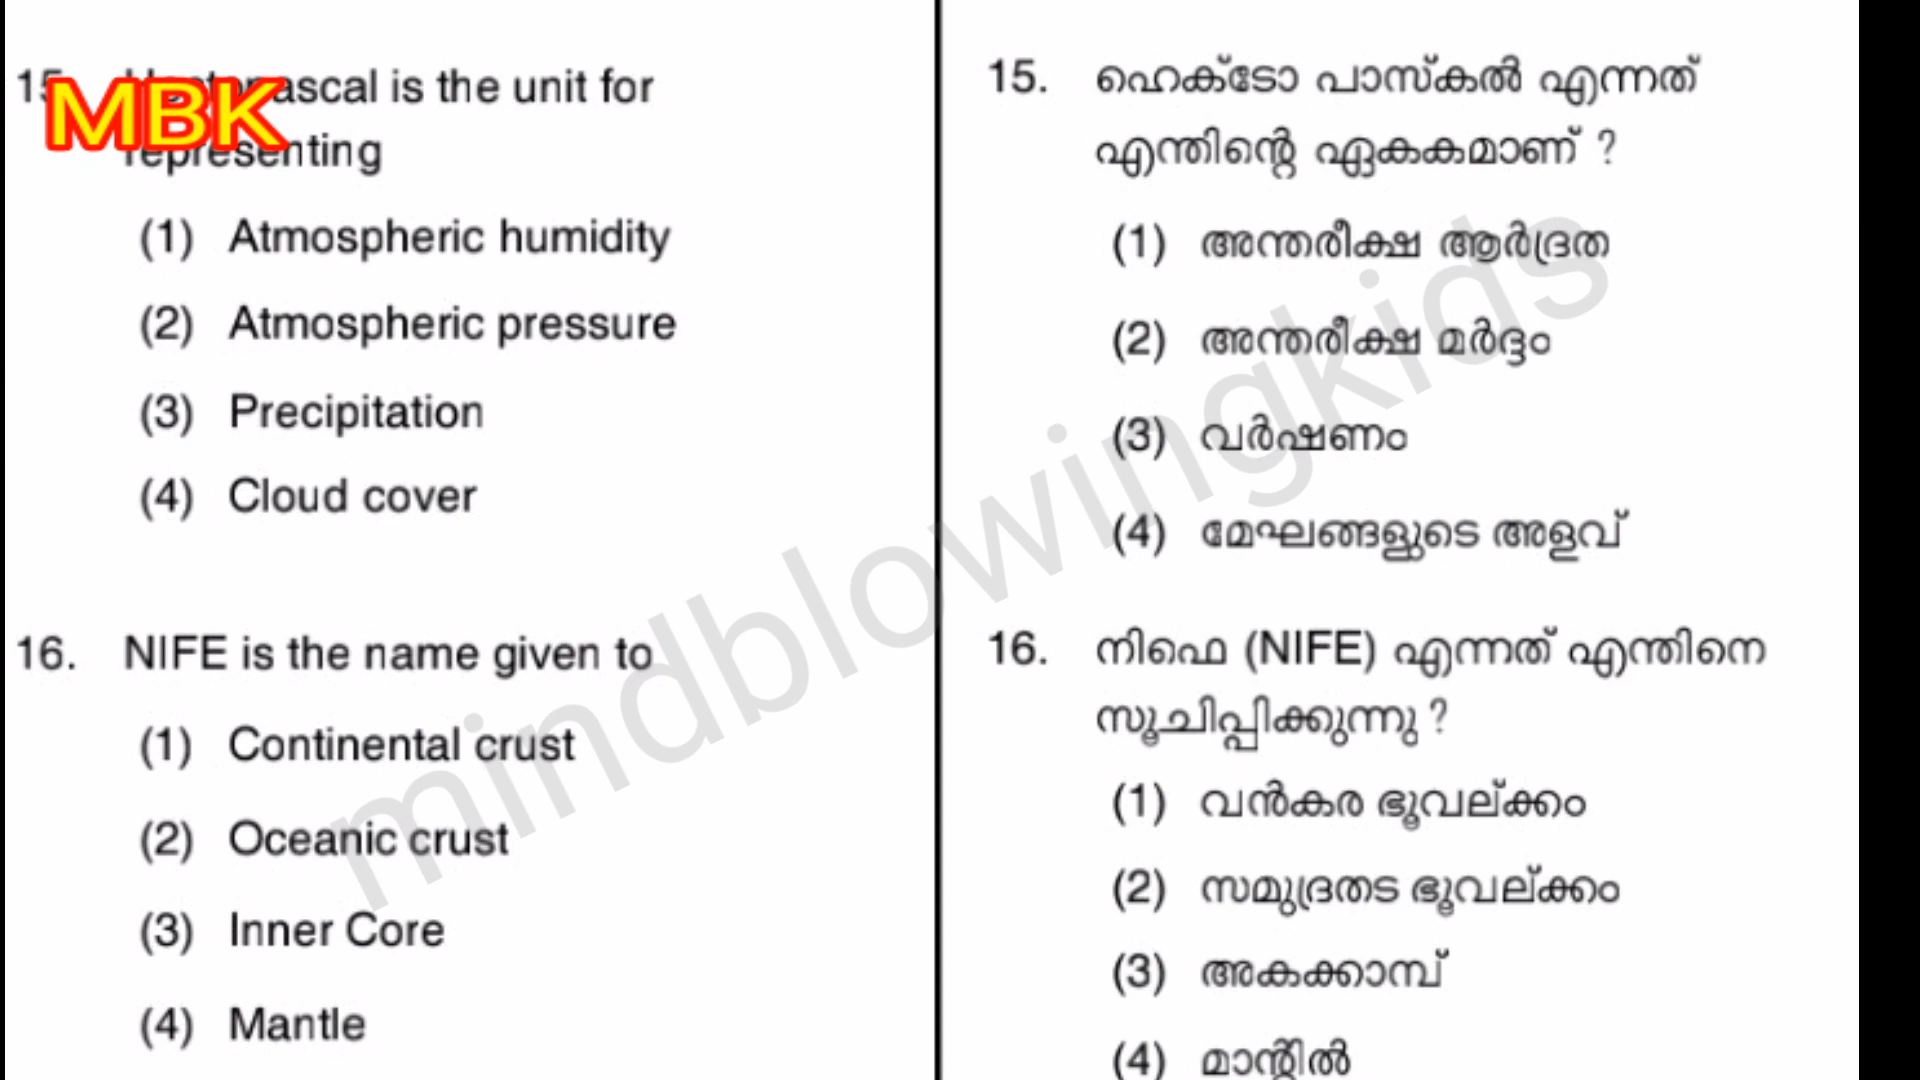 MBK
15. Hectopascal is the unit for
representing
(1) Atmospheric humidity
(2) Atmospheric pressure
(3) Precipitation
(4) Cloud cover
16. NIFE is the name given to
(1) Continental crust
(2) Oceanic crust
(3) Inner Core
(4) Mantle
15. ഹെക്ടോ പാസ്കൽ എന്നത്
എന്തിന്റെ ഏകകമാണ് ?
(1) അന്തരീക്ഷ ആർദ്രത
(2) അന്തരീക്ഷ മർദ്ദം
(3) വർഷണം
(4) മേഘങ്ങളുടെ അളവ്
16. നിഫെ (NIFE) എന്നത് എന്തിനെ
സൂചിപ്പിക്കുന്നു ?
(1) വൻകര ഭൂവല്ക്കം
(2) സമുദ്രതട ഭൂവല്ക്കം
(3) അകക്കാമ്പ്
(4) മാന്റിൽ
mindblowingkids